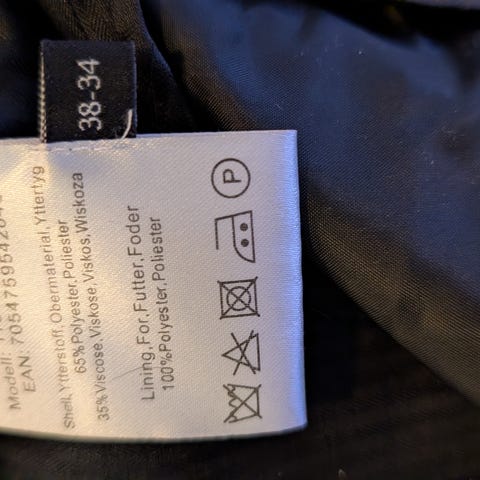 38-34
Modell:
EAN: 705475954264
Shell, Ytterstoff, Obermaterial, Yttertyg
65%Polyester, Poliester
35%Viscose, Viskose, Viskos, Wiskoza
Lining, For, Futter, Foder
100%Polyester, Poliester
P